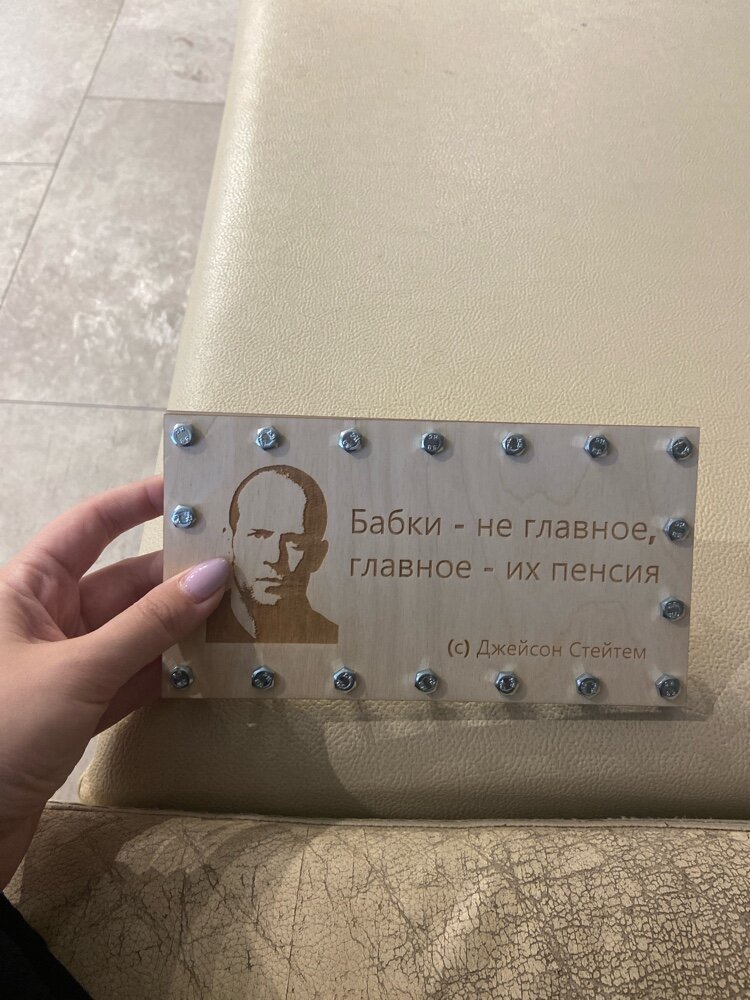 Бабки - не главное,
главное - их пенсия
(с) Джейсон Стейтем